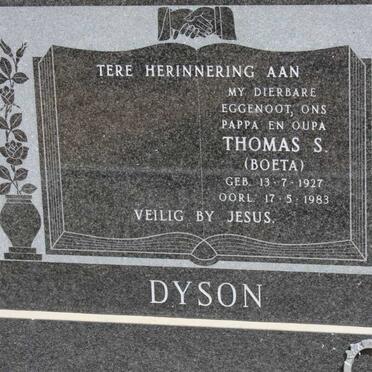 TERE HERINNERING AAN
MY DIERBARE
EGGENOOT, ONS
PAPPA EN OUPA
THOMAS S.
(BOETA)
GEB. 13·7·1927
OORL. 17·5·1983
VEILIG BY JESUS.
DYSON